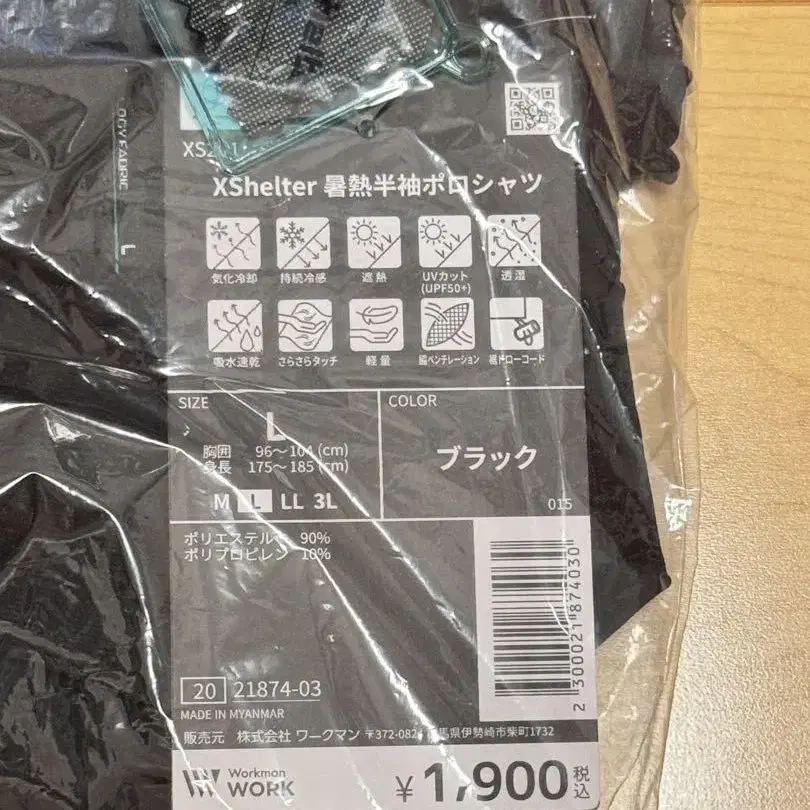 XShelter 暑熱半袖ポロシャツ
気化冷却 持続冷感 遮熱 UVカット 透湿
(UPF50+)
吸水速乾 さらさらタッチ 軽量 脇ベンチレーション 裾ドローコード
SIZE
L
胸囲 96〜104(cm)
身長 175〜185(cm)
M L LL 3L
COLOR
ブラック
015
ポリエステル 90%
ポリプロピレン 10%
2 300021 874030
20 21874-03
MADE IN MYANMAR
販売元 株式会社 ワークマン 〒372-082 馬県伊勢崎市柴町1732
Workman
WORK
¥1,900税込
L